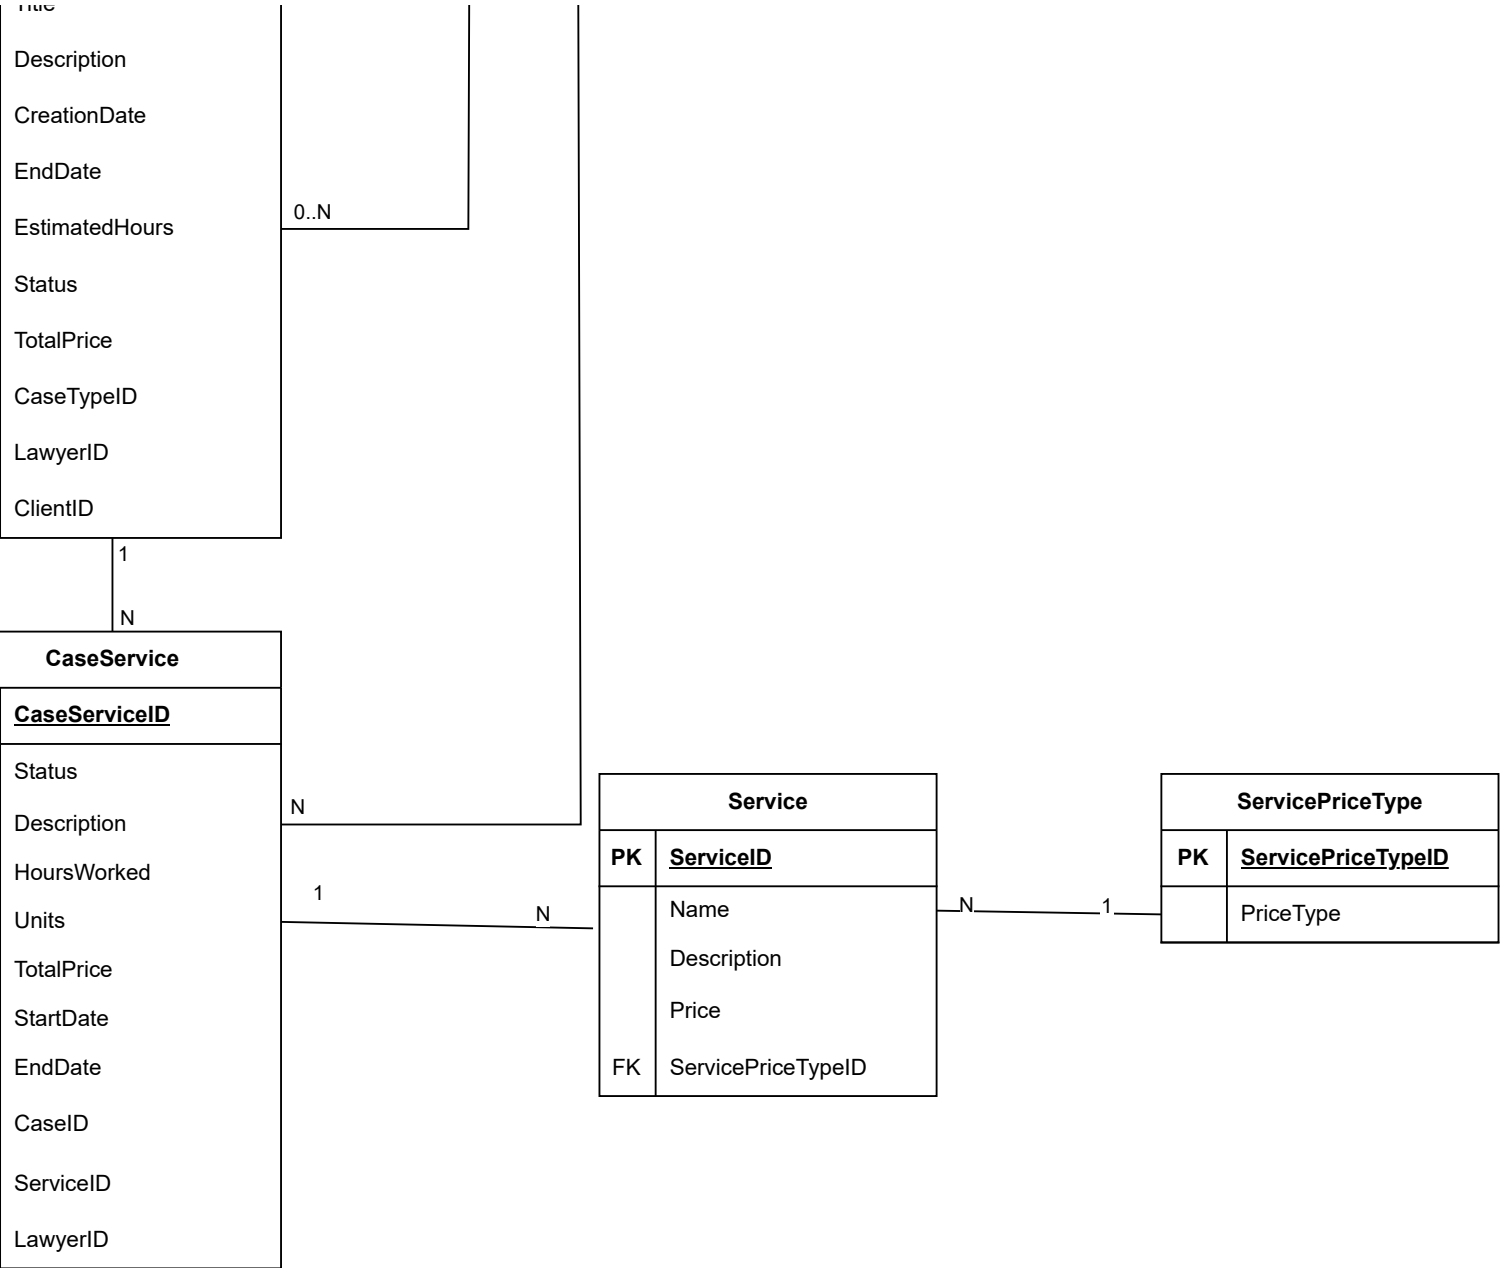 Description
CreationDate
EndDate
EstimatedHours
0..N
Status
TotalPrice
CaseTypeID
LawyerID
ClientID
1
N
CaseService
CaseServiceID
Status
Description
HoursWorked
Units
TotalPrice
StartDate
EndDate
CaseID
ServiceID
LawyerID
N
1
N
Service
PK ServiceID
Name
Description
Price
FK ServicePriceTypeID
N
1
ServicePriceType
PK ServicePriceTypeID
PriceType